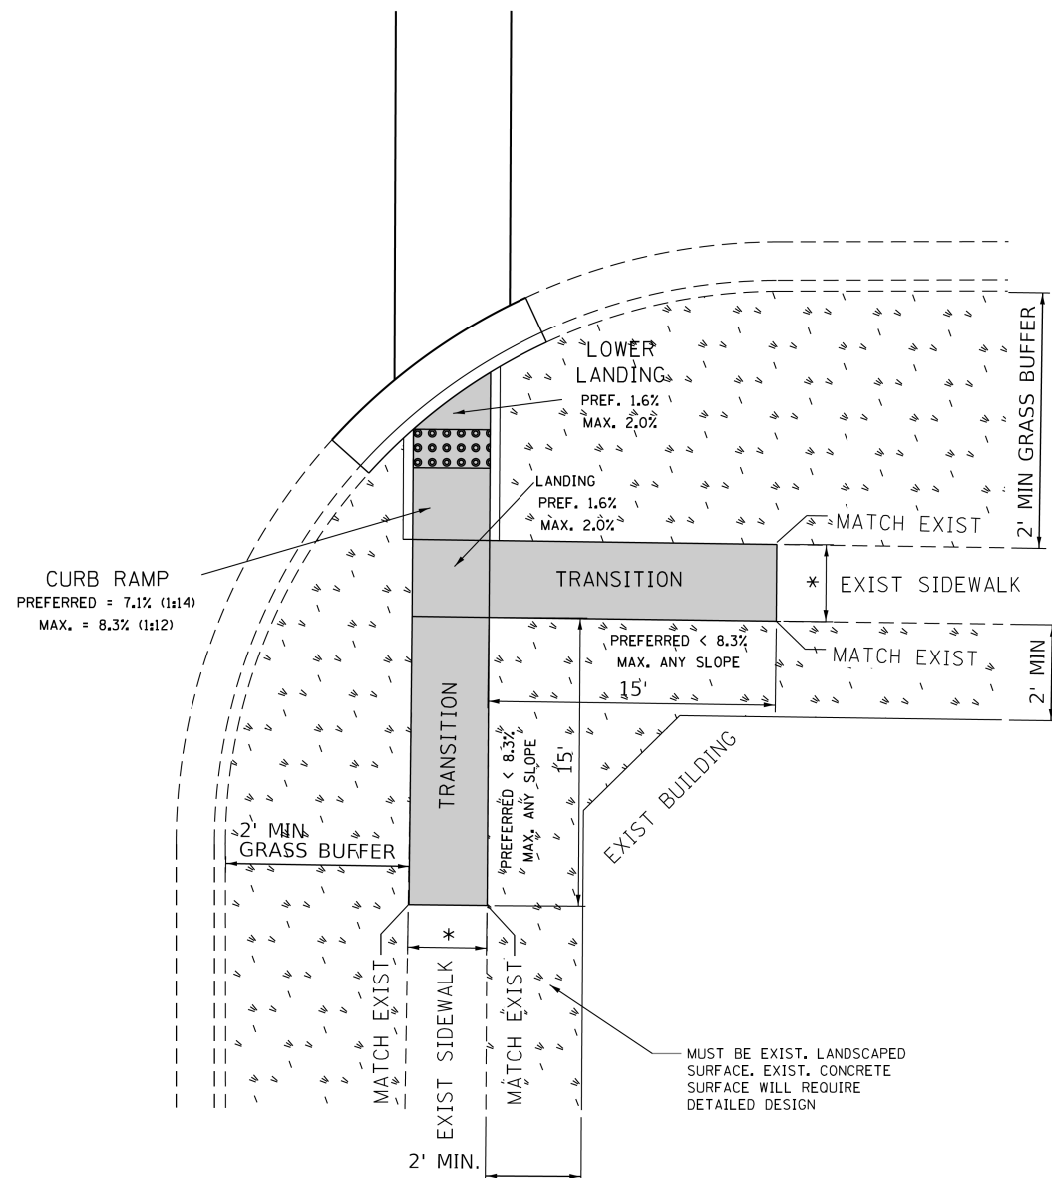 LOWER
LANDING
PREF. 1.6%
MAX. 2.0%
2' MIN GRASS BUFFER
LANDING
PREF. 1.6%
MAX. 2.0%
MATCH EXIST
CURB RAMP
PREFERRED = 7.1% (1:14)
MAX. = 8.3% (1:12)
TRANSITION
* EXIST SIDEWALK
PREFERRED < 8.3%
MAX. ANY SLOPE
MATCH EXIST
2' MIN
15'
TRANSITION
PREFERRED < 8.3%
MAX. ANY SLOPE
15'
EXIST BUILDING
2' MIN
GRASS BUFFER
*
MATCH EXIST
EXIST SIDEWALK
MATCH EXIST
MUST BE EXIST. LANDSCAPED
SURFACE. EXIST. CONCRETE
SURFACE WILL REQUIRE
DETAILED DESIGN
2' MIN.